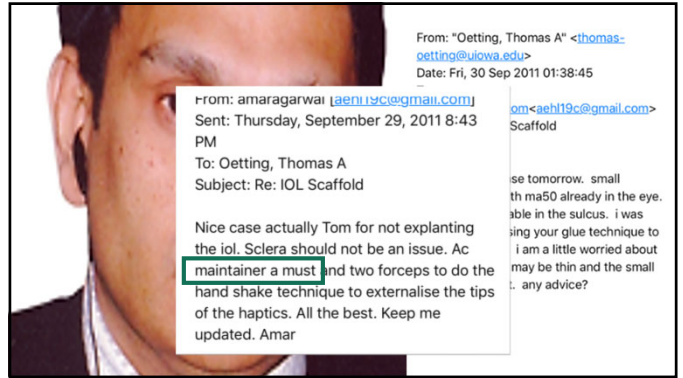 From: "Oetting, Thomas A" <thomas-
oetting@uiowa.edu>
Date: Fri, 30 Sep 2011 01:38:45
om<aehl19c@gmail.com>
Scaffold
tomorrow. small
ma50 already in the eye.
in the sulcus. i was
your glue technique to
i am a little worried about
may be thin and the small
any advice?
From: amaragarwal [aehl19c@gmail.com]
Sent: Thursday, September 29, 2011 8:43
PM
To: Oetting, Thomas A
Subject: Re: IOL Scaffold
Nice case actually Tom for not explanting
the iol. Sclera should not be an issue. Ac
maintainer a must and two forceps to do the
hand shake technique to externalise the tips
of the haptics. All the best. Keep me
updated. Amar